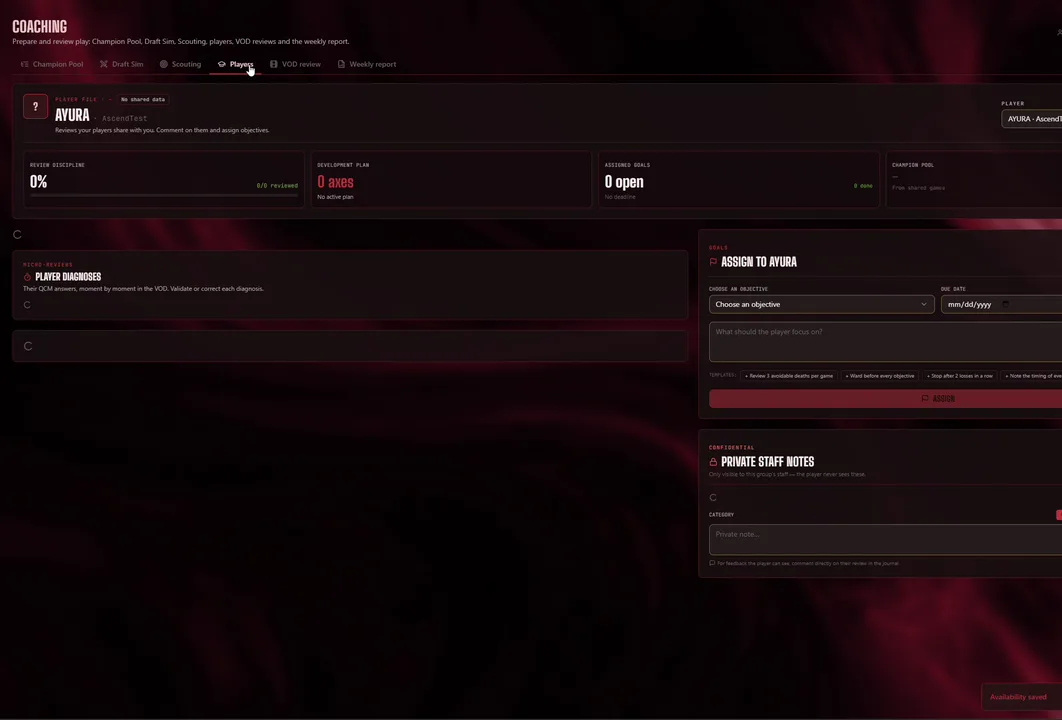 COACHING
Prepare and review play: Champion Pool, Draft Sim, Scouting, players, VOD reviews and the weekly report.
Champion Pool
Draft Sim
Scouting
Players
VOD review
Weekly report
PLAYER FILE · —
No shared data
?
AYURA · AscendTest
Reviews your players share with you. Comment on them and assign objectives.
PLAYER
AYURA · AscendT
REVIEW DISCIPLINE
0%
0/0 reviewed
DEVELOPMENT PLAN
0 axes
No active plan
ASSIGNED GOALS
0 open
0 done
No deadline
CHAMPION POOL
—
From shared games
MICRO-REVIEWS
PLAYER DIAGNOSES
Their QCM answers, moment by moment in the VOD. Validate or correct each diagnosis.
GOALS
ASSIGN TO AYURA
CHOOSE AN OBJECTIVE
DUE DATE
Choose an objective
mm/dd/yyyy
What should the player focus on?
TEMPLATES:
+ Review 3 avoidable deaths per game
+ Ward before every objective
+ Stop after 2 losses in a row
+ Note the timing of eve
ASSIGN
CONFIDENTIAL
PRIVATE STAFF NOTES
Only visible to this group's staff — the player never sees these.
CATEGORY
Private note...
For feedback the player can see, comment directly on their review in the journal.
Availability saved